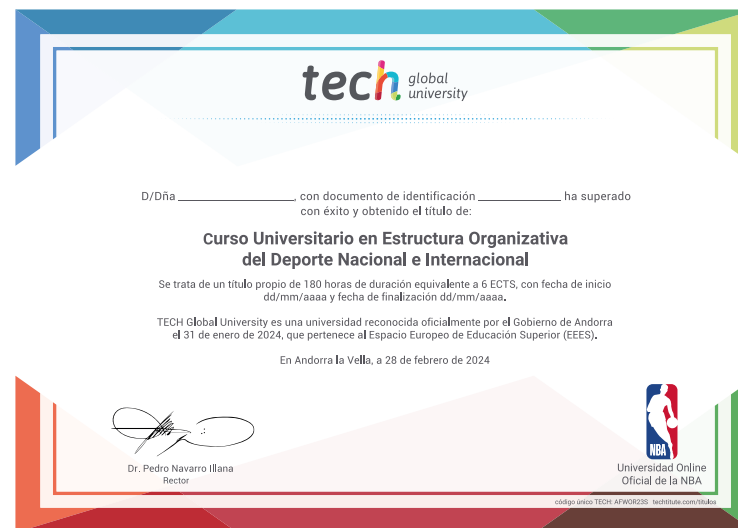 tech global university
D/Dña ____________, con documento de identificación ____________ ha superado
con éxito y obtenido el título de:
Curso Universitario en Estructura Organizativa
del Deporte Nacional e Internacional
Se trata de un título propio de 180 horas de duración equivalente a 6 ECTS, con fecha de inicio
dd/mm/aaaa y fecha de finalización dd/mm/aaaa.
TECH Global University es una universidad reconocida oficialmente por el Gobierno de Andorra
el 31 de enero de 2024, que pertenece al Espacio Europeo de Educación Superior (EEES).
En Andorra la Vella, a 28 de febrero de 2024
Dr. Pedro Navarro Illana
Rector
NBA
Universidad Online
Oficial de la NBA
código único TECH: AFWOR23S techtitute.com/titulos